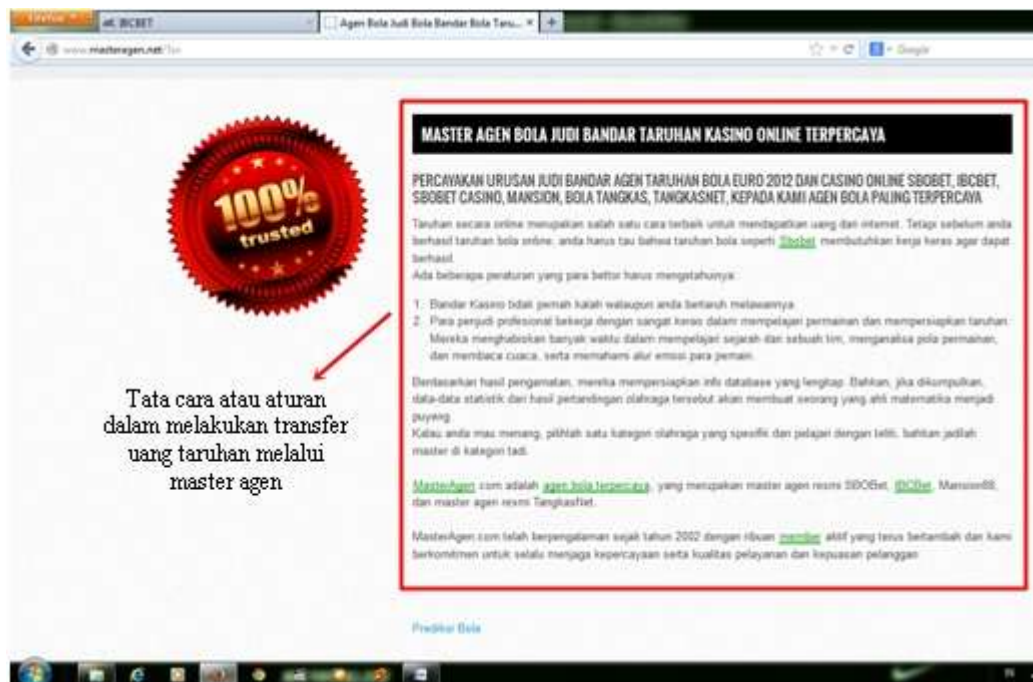 at. IBCBET
Agen Bola Judi Bola Bandar Bola Taru...
www.masteragen.net
Google
MASTER AGEN BOLA JUDI BANDAR TARUHAN KASINO ONLINE TERPERCAYA
PERCAYAKAN URUSAN JUDI BANDAR AGEN TARUHAN BOLA EURO 2012 DAN CASINO ONLINE SBOBET, IBCBET,
SBOBET CASINO, MANSION, BOLA TANGKAS, TANGKASNET, KEPADA KAMI AGEN BOLA PALING TERPERCAYA
100%
trusted
Taruhan secara online merupakan salah satu cara terbaik untuk mendapatkan uang dari internet. Tetapi sebelum anda
berhasil taruhan bola online, anda harus tau bahwa taruhan bola seperti Sbobet membutuhkan kerja keras agar dapat
berhasil.
Ada beberapa peraturan yang para bettor harus mengetahuinya:
1. Bandar Kasino tidak pernah kalah walaupun anda bertaruh melawannya
2. Para penjudi profesional bekerja dengan sangat keras dalam mempelajari permainan dan mempersiapkan taruhan.
Mereka menghabiskan banyak waktu dalam mempelajari sejarah dari sebuah tim, menganalisa pola permainan,
dan membaca cuaca, serta memahami alur emosi para pemain.
Berdasarkan hasil pengamatan, mereka mempersiapkan info database yang lengkap. Bahkan, jika dikumpulkan,
data-data statistik dari hasil pertandingan olahraga tersebut akan membuat seorang yang ahli matematika menjadi
puyeng.
Kalau anda mau menang, pilihlah satu kategori olahraga yang spesifik dan pelajari dengan teliti, bahkan jadilah
master di kategori tadi.
MasterAgen.com adalah agen bola terpercaya, yang merupakan master agen resmi SBOBet, IBCBet, Mansion88,
dan master agen resmi TangkasNet.
MasterAgen.com telah berpengalaman sejak tahun 2002 dengan ribuan member aktif yang terus bertambah dan kami
berkomitmen untuk selalu menjaga kepercayaan serta kualitas pelayanan dan kepuasan pelanggan
Tata cara atau aturan
dalam melakukan transfer
uang taruhan melalui
master agen
Prediksi Bola